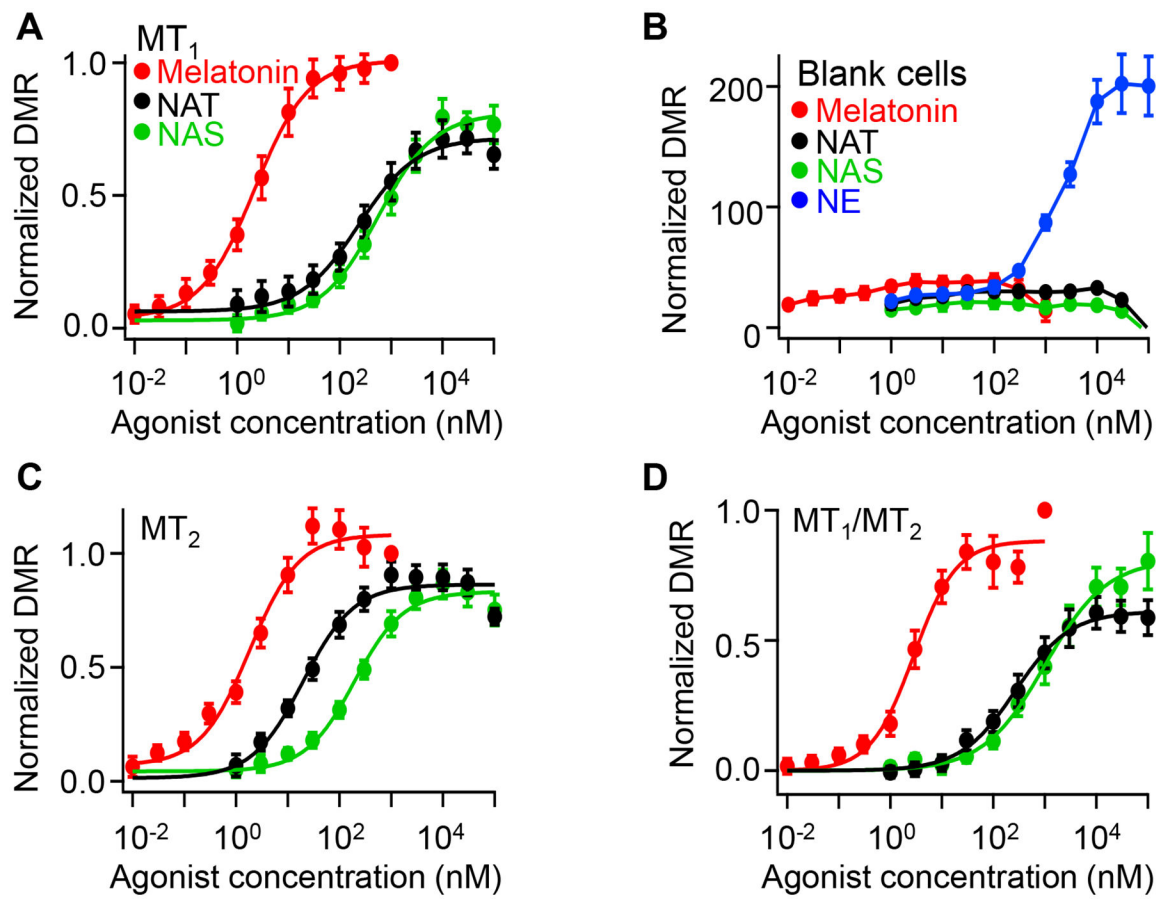 A
MT₁
Melatonin
NAT
NAS
Normalized DMR
1.0
0.5
0.0
10⁻² 10⁰ 10² 10⁴
Agonist concentration (nM)
B
Blank cells
Melatonin
NAT
NAS
NE
Normalized DMR
200
100
0
10⁻² 10⁰ 10² 10⁴
Agonist concentration (nM)
C
MT₂
Normalized DMR
1.0
0.5
0.0
10⁻² 10⁰ 10² 10⁴
Agonist concentration (nM)
D
MT₁/MT₂
Normalized DMR
1.0
0.5
0.0
10⁻² 10⁰ 10² 10⁴
Agonist concentration (nM)